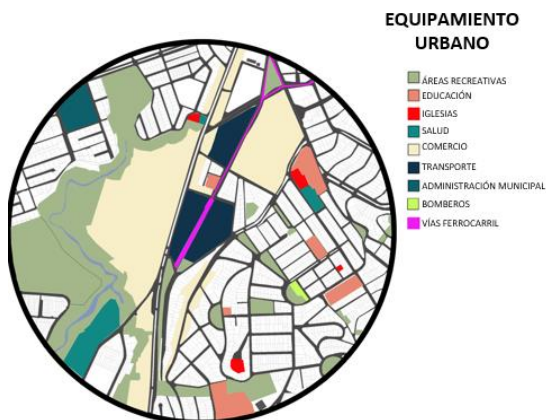 EQUIPAMIENTO
URBANO
ÁREAS RECREATIVAS
EDUCACIÓN
IGLESIAS
SALUD
COMERCIO
TRANSPORTE
ADMINISTRACIÓN MUNICIPAL
BOMBEROS
VÍAS FERROCARRIL